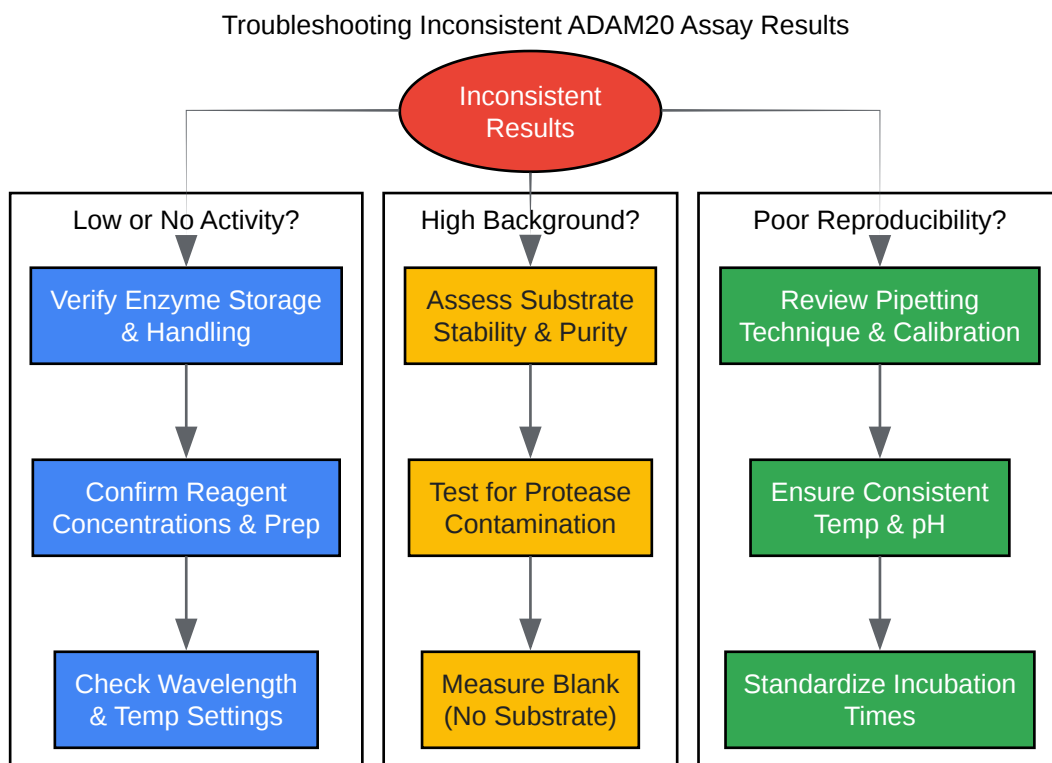 Troubleshooting Inconsistent ADAM20 Assay Results
Inconsistent
Results
Low or No Activity?
Verify Enzyme Storage
& Handling
Confirm Reagent
Concentrations & Prep
Check Wavelength
& Temp Settings
High Background?
Assess Substrate
Stability & Purity
Test for Protease
Contamination
Measure Blank
(No Substrate)
Poor Reproducibility?
Review Pipetting
Technique & Calibration
Ensure Consistent
Temp & pH
Standardize Incubation
Times